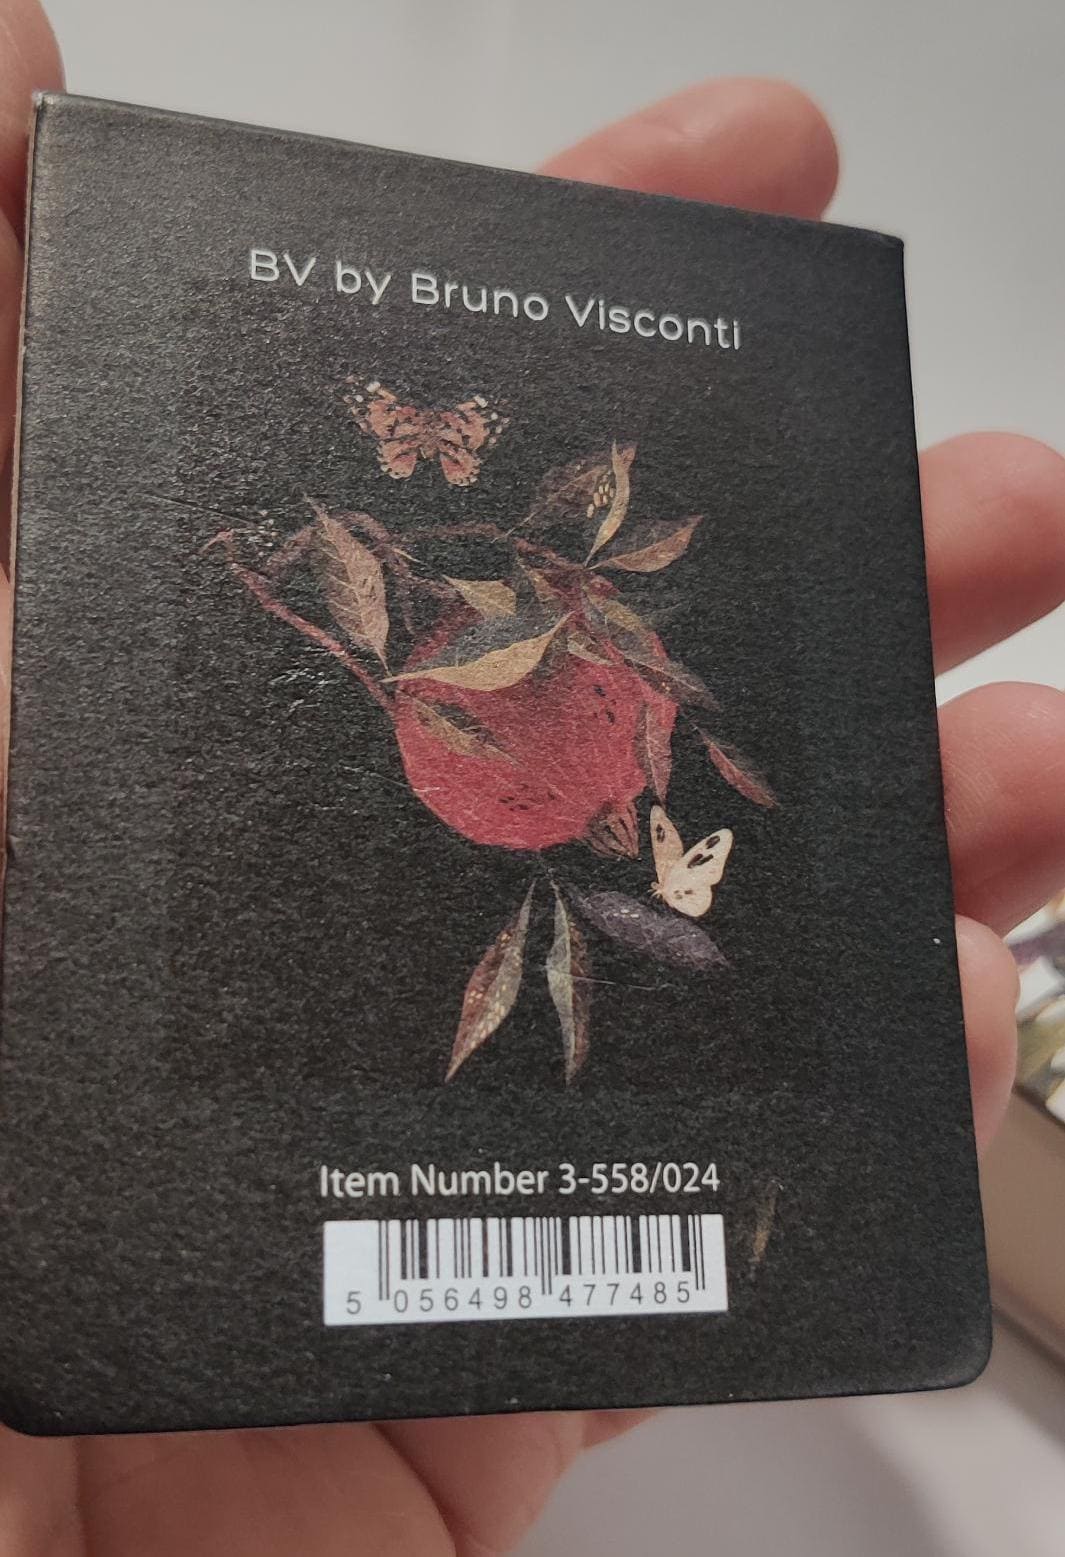 BV by Bruno Visconti
Item Number 3-558/024
5 056498 477485